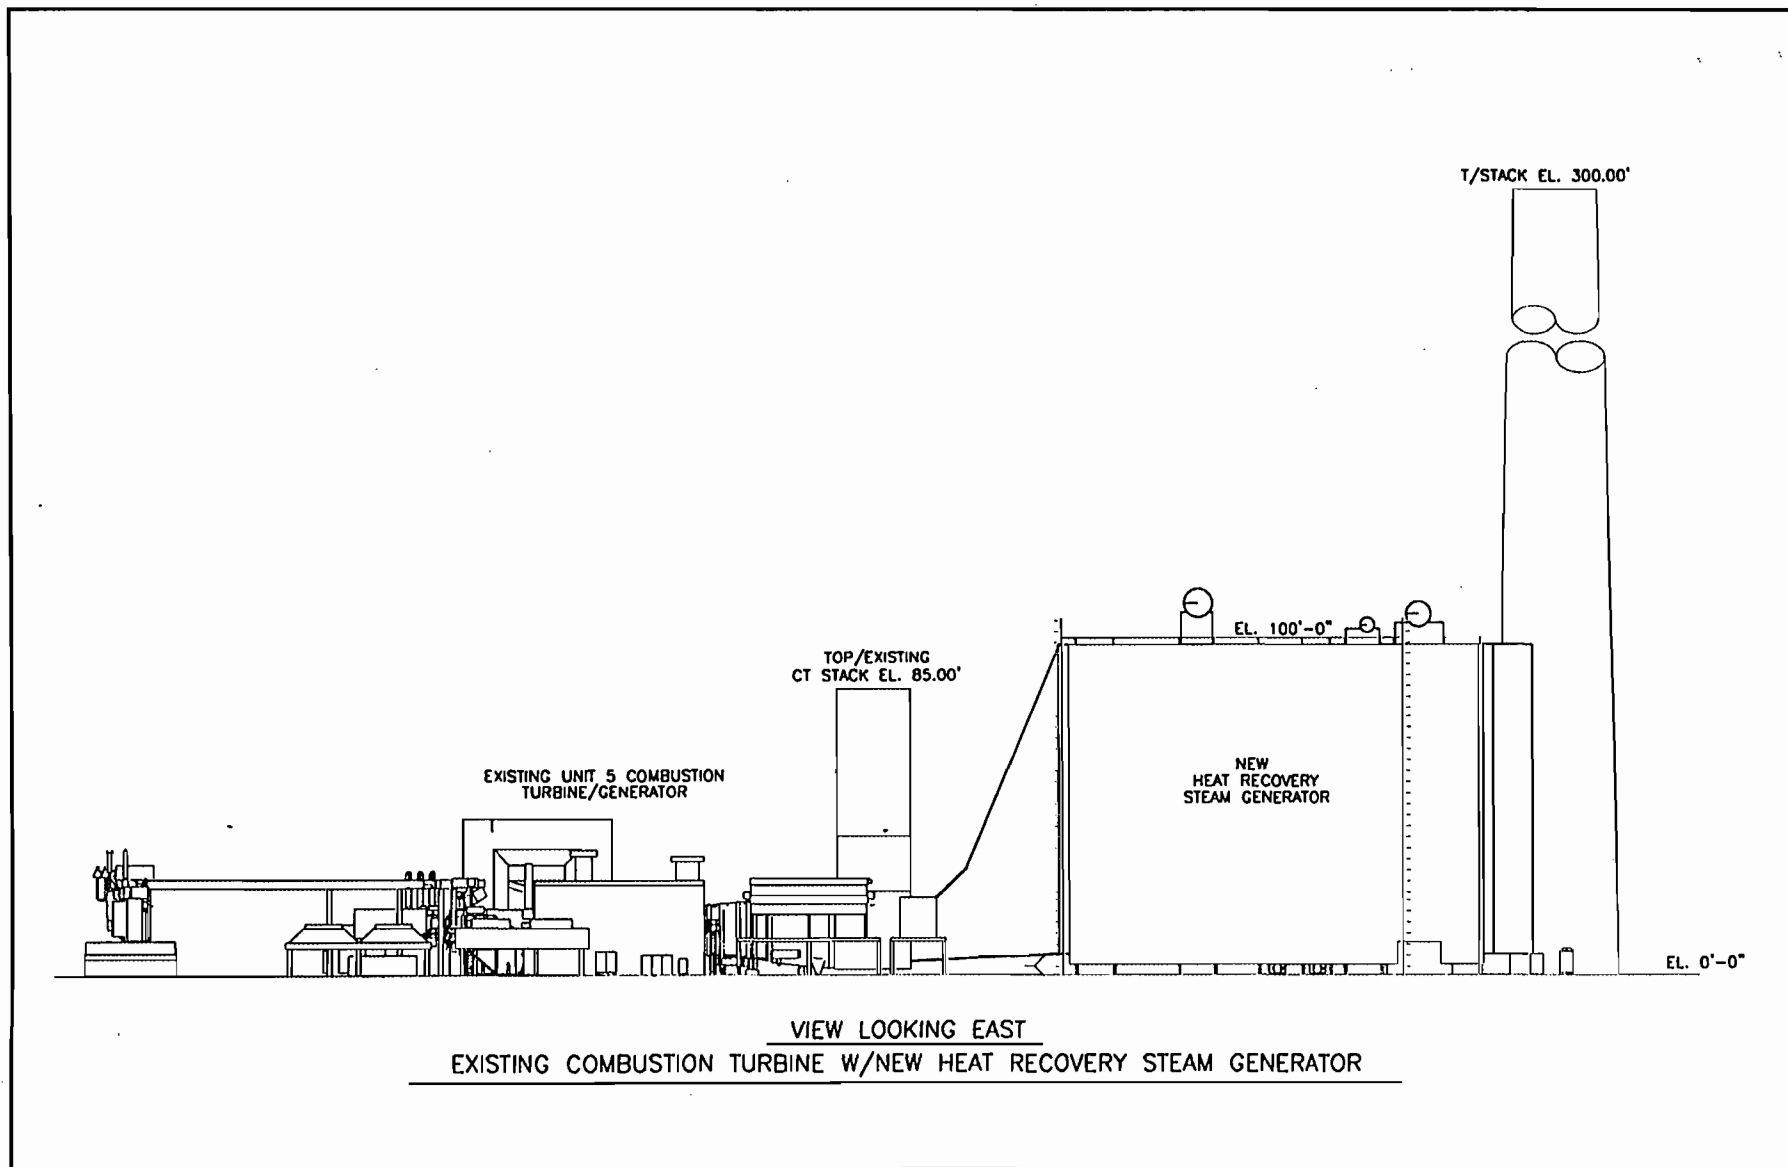 T/STACK EL. 300.00'
EL. 100'-0"
TOP/EXISTING
CT STACK EL. 85.00'
EXISTING UNIT 5 COMBUSTION
TURBINE/GENERATOR
NEW
HEAT RECOVERY
STEAM GENERATOR
EL. 0'-0"
VIEW LOOKING EAST
EXISTING COMBUSTION TURBINE W/NEW HEAT RECOVERY STEAM GENERATOR